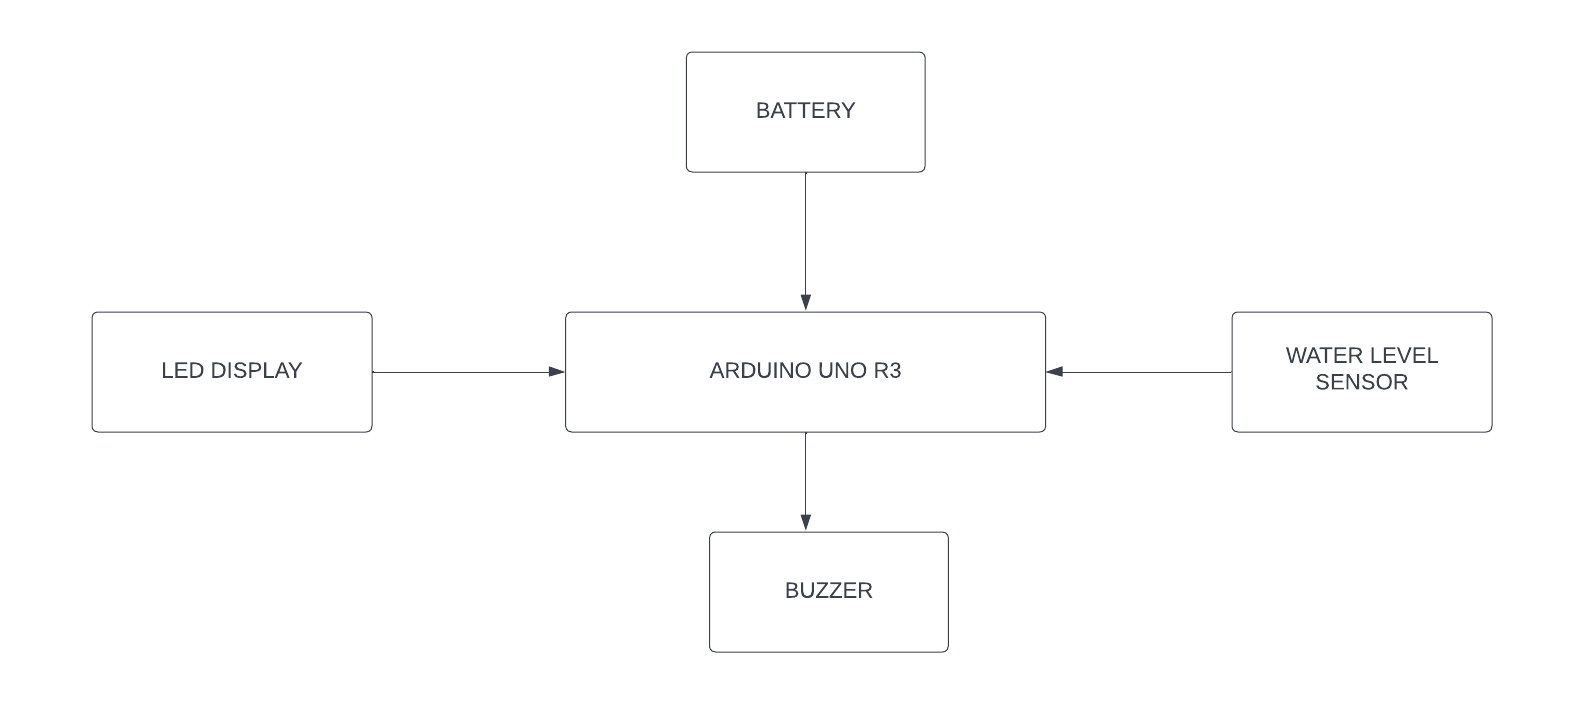 BATTERY
LED DISPLAY
ARDUINO UNO R3
WATER LEVEL
SENSOR
BUZZER